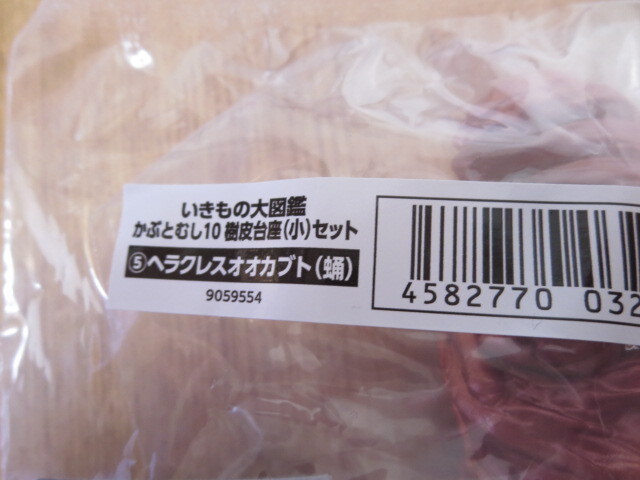 いきもの大図鑑
かぶとむし10 樹皮台座(小)セット
⑤ヘラクレスオオカブト(蛹)
9059554
4582770 032